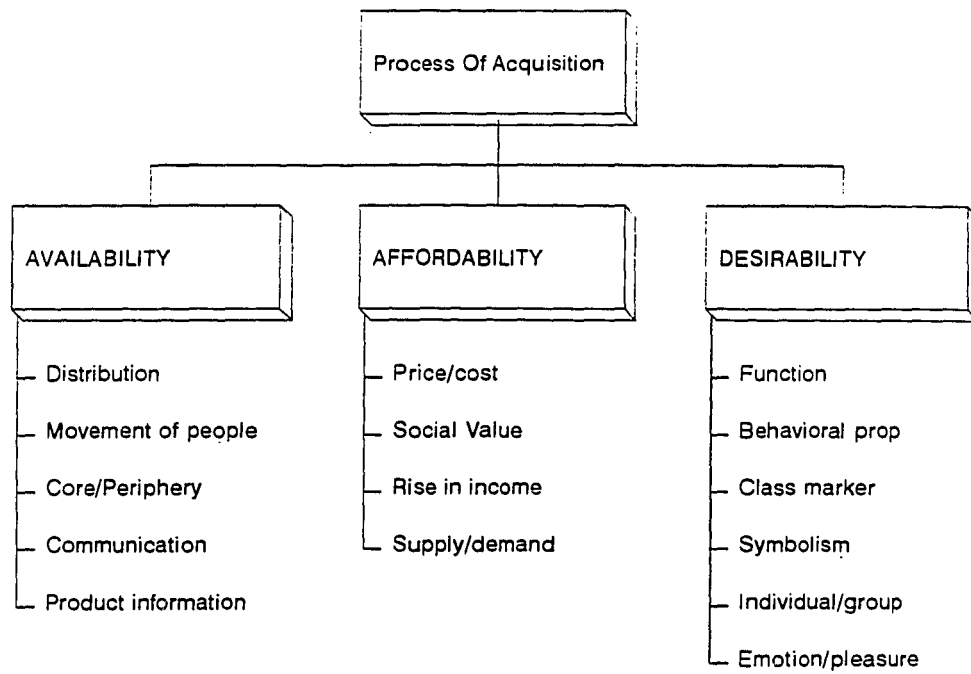 Process Of Acquisition
AVAILABILITY
Distribution
Movement of people
Core/Periphery
Communication
Product information
AFFORDABILITY
Price/cost
Social Value
Rise in income
Supply/demand
DESIRABILITY
Function
Behavioral prop
Class marker
Symbolism
Individual/group
Emotion/pleasure